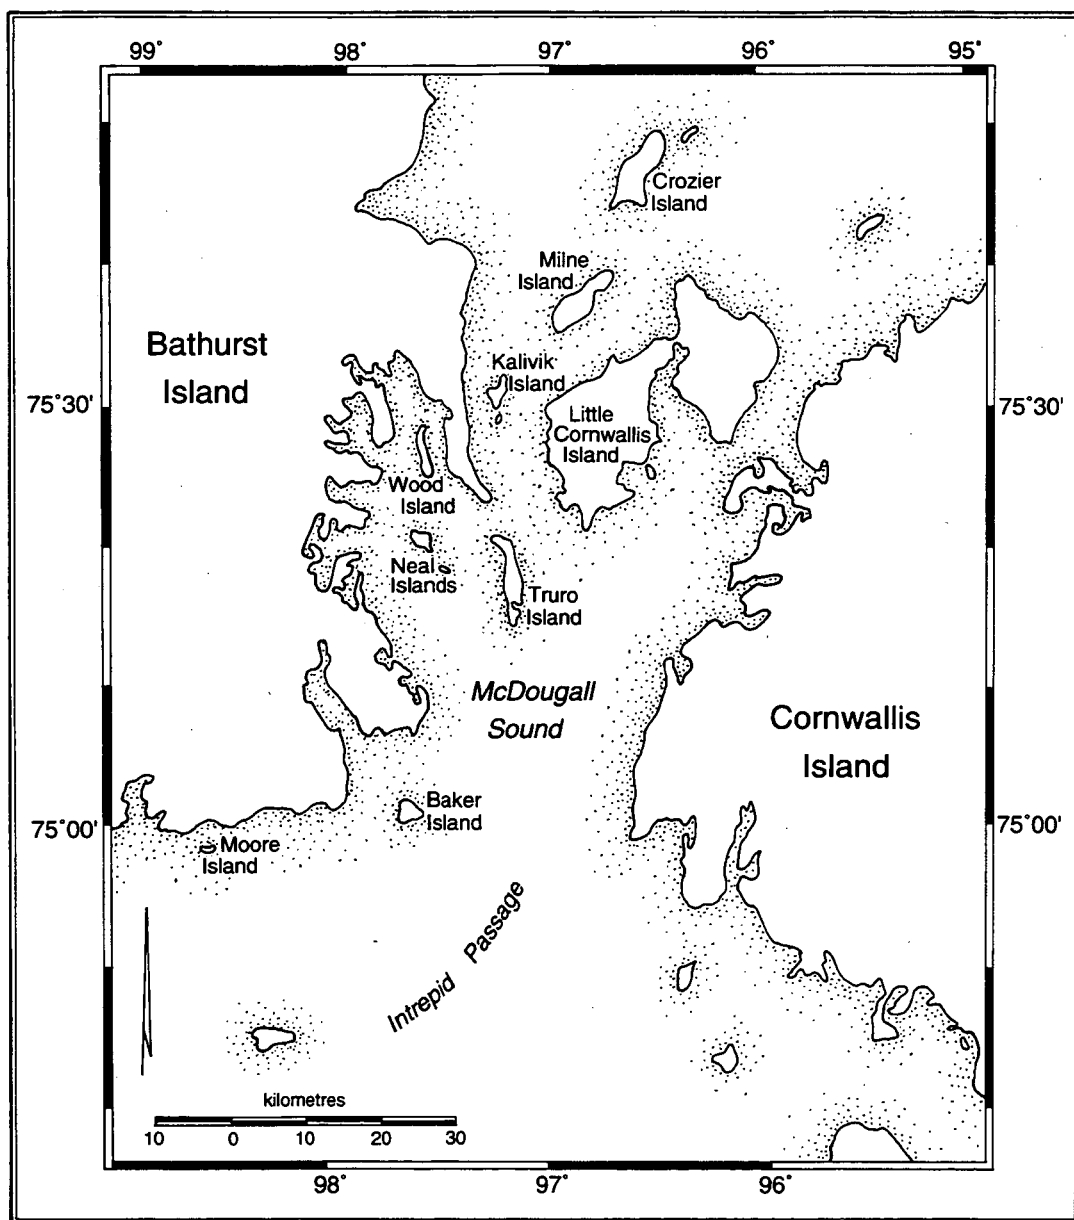 99°
98°
97°
96°
95°
Crozier
Island
Milne
Island
Bathurst
Island
Kalivik
Island
75°30'
75°30'
Little
Cornwallis
Island
Wood
Island
Neal
Islands
Truro
Island
McDougall
Sound
Cornwallis
Island
Baker
Island
75°00'
75°00'
Moore
Island
Intrepid Passage
kilometres
10 0 10 20 30
98°
97°
96°